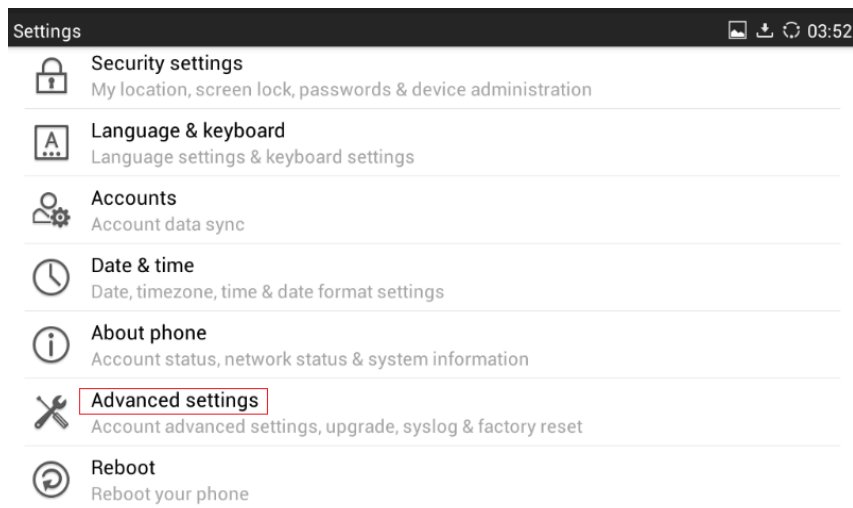 Settings 03:52
Security settings
My location, screen lock, passwords & device administration
A
Language & keyboard
Language settings & keyboard settings
Accounts
Account data sync
Date & time
Date, timezone, time & date format settings
About phone
Account status, network status & system information
Advanced settings
Account advanced settings, upgrade, syslog & factory reset
Reboot
Reboot your phone